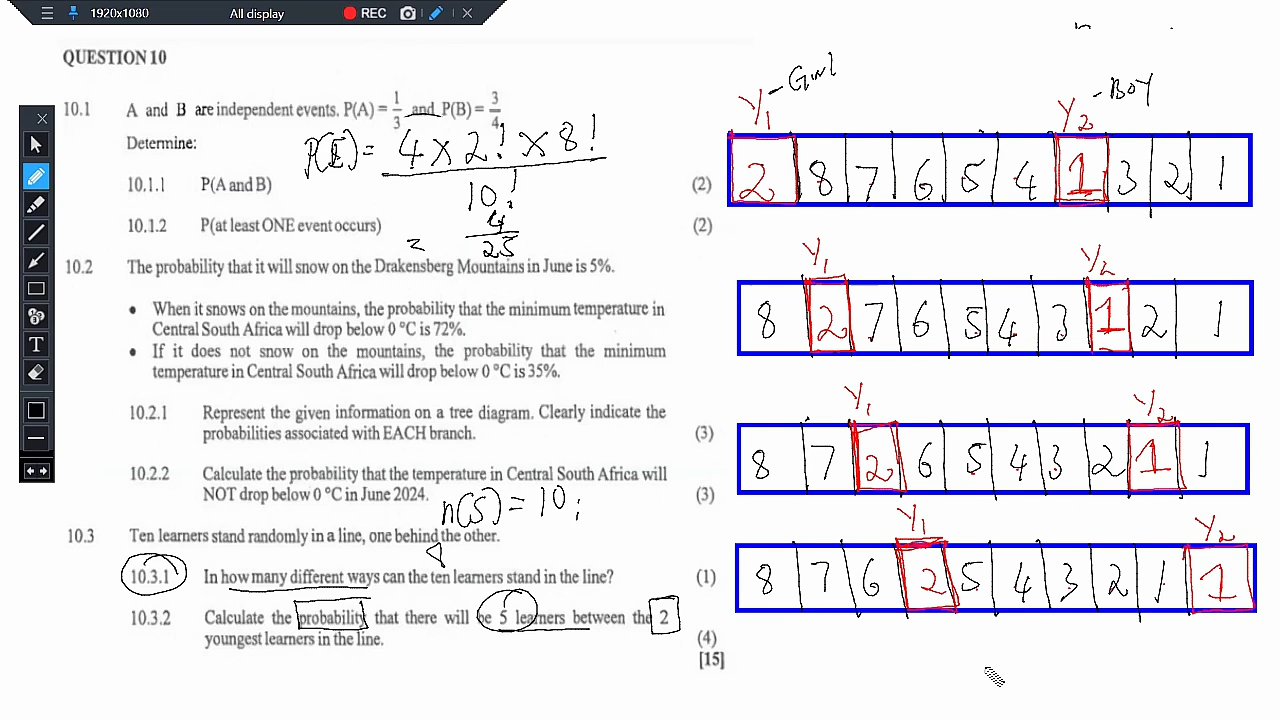 1920x1080 All display REC
QUESTION 10
10.1 A and B are independent events. P(A) = 1/3 and P(B) = 3/4
Determine:
P(E) = 4 × 2! × 8!
10!
10.1.1 P(A and B) (2)
10.1.2 P(at least ONE event occurs) (2)
= 4/25
10.2 The probability that it will snow on the Drakensberg Mountains in June is 5%.
• When it snows on the mountains, the probability that the minimum temperature in
Central South Africa will drop below 0 °C is 72%.
• If it does not snow on the mountains, the probability that the minimum
temperature in Central South Africa will drop below 0 °C is 35%.
10.2.1 Represent the given information on a tree diagram. Clearly indicate the
probabilities associated with EACH branch. (3)
10.2.2 Calculate the probability that the temperature in Central South Africa will
NOT drop below 0 °C in June 2024. (3)
n(S) = 10!
10.3 Ten learners stand randomly in a line, one behind the other.
10.3.1 In how many different ways can the ten learners stand in the line? (1)
10.3.2 Calculate the probability that there will be 5 learners between the 2
youngest learners in the line. (4)
[15]
Y1 - Girl Y2 - BOY
2 8 7 6 5 4 1 3 2 1
Y1 Y2
8 2 7 6 5 4 3 1 2 1
Y1 Y2
8 7 2 6 5 4 3 2 1 1
Y1 Y2
8 7 6 2 5 4 3 2 1 1
T